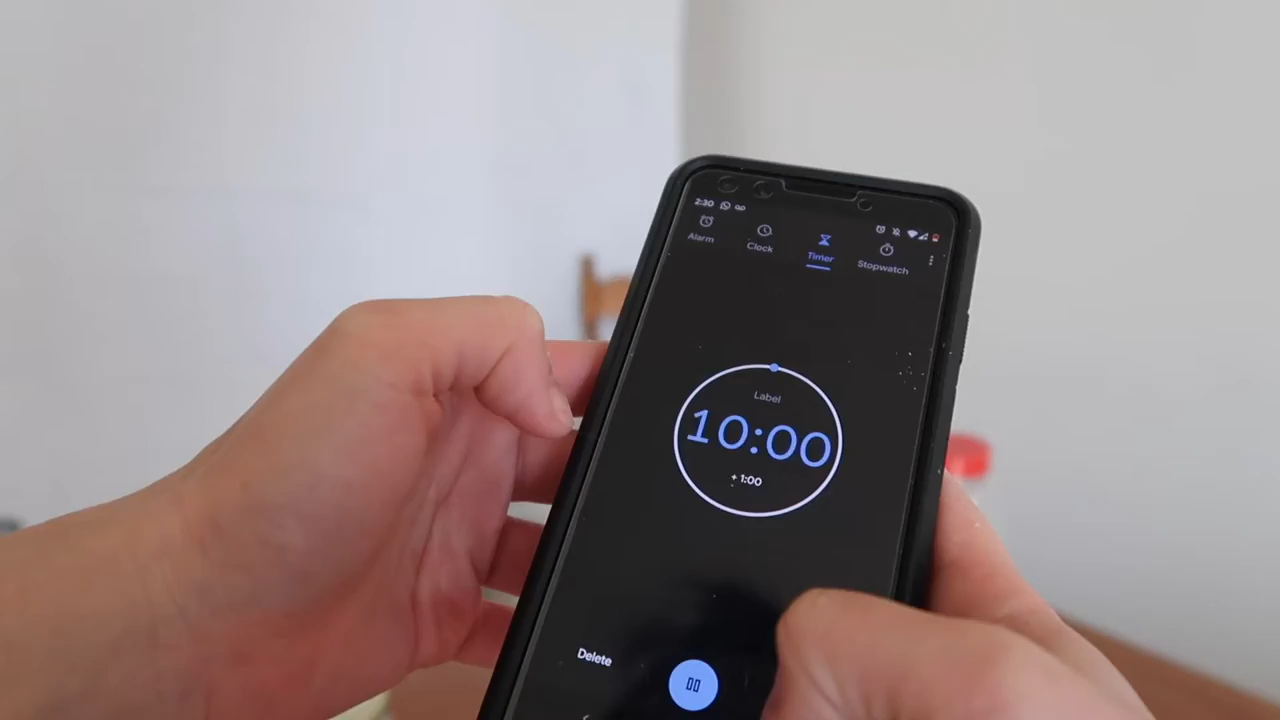 2:30
Alarm
Clock
Timer
Stopwatch
Label
10:00
+ 1:00
Delete